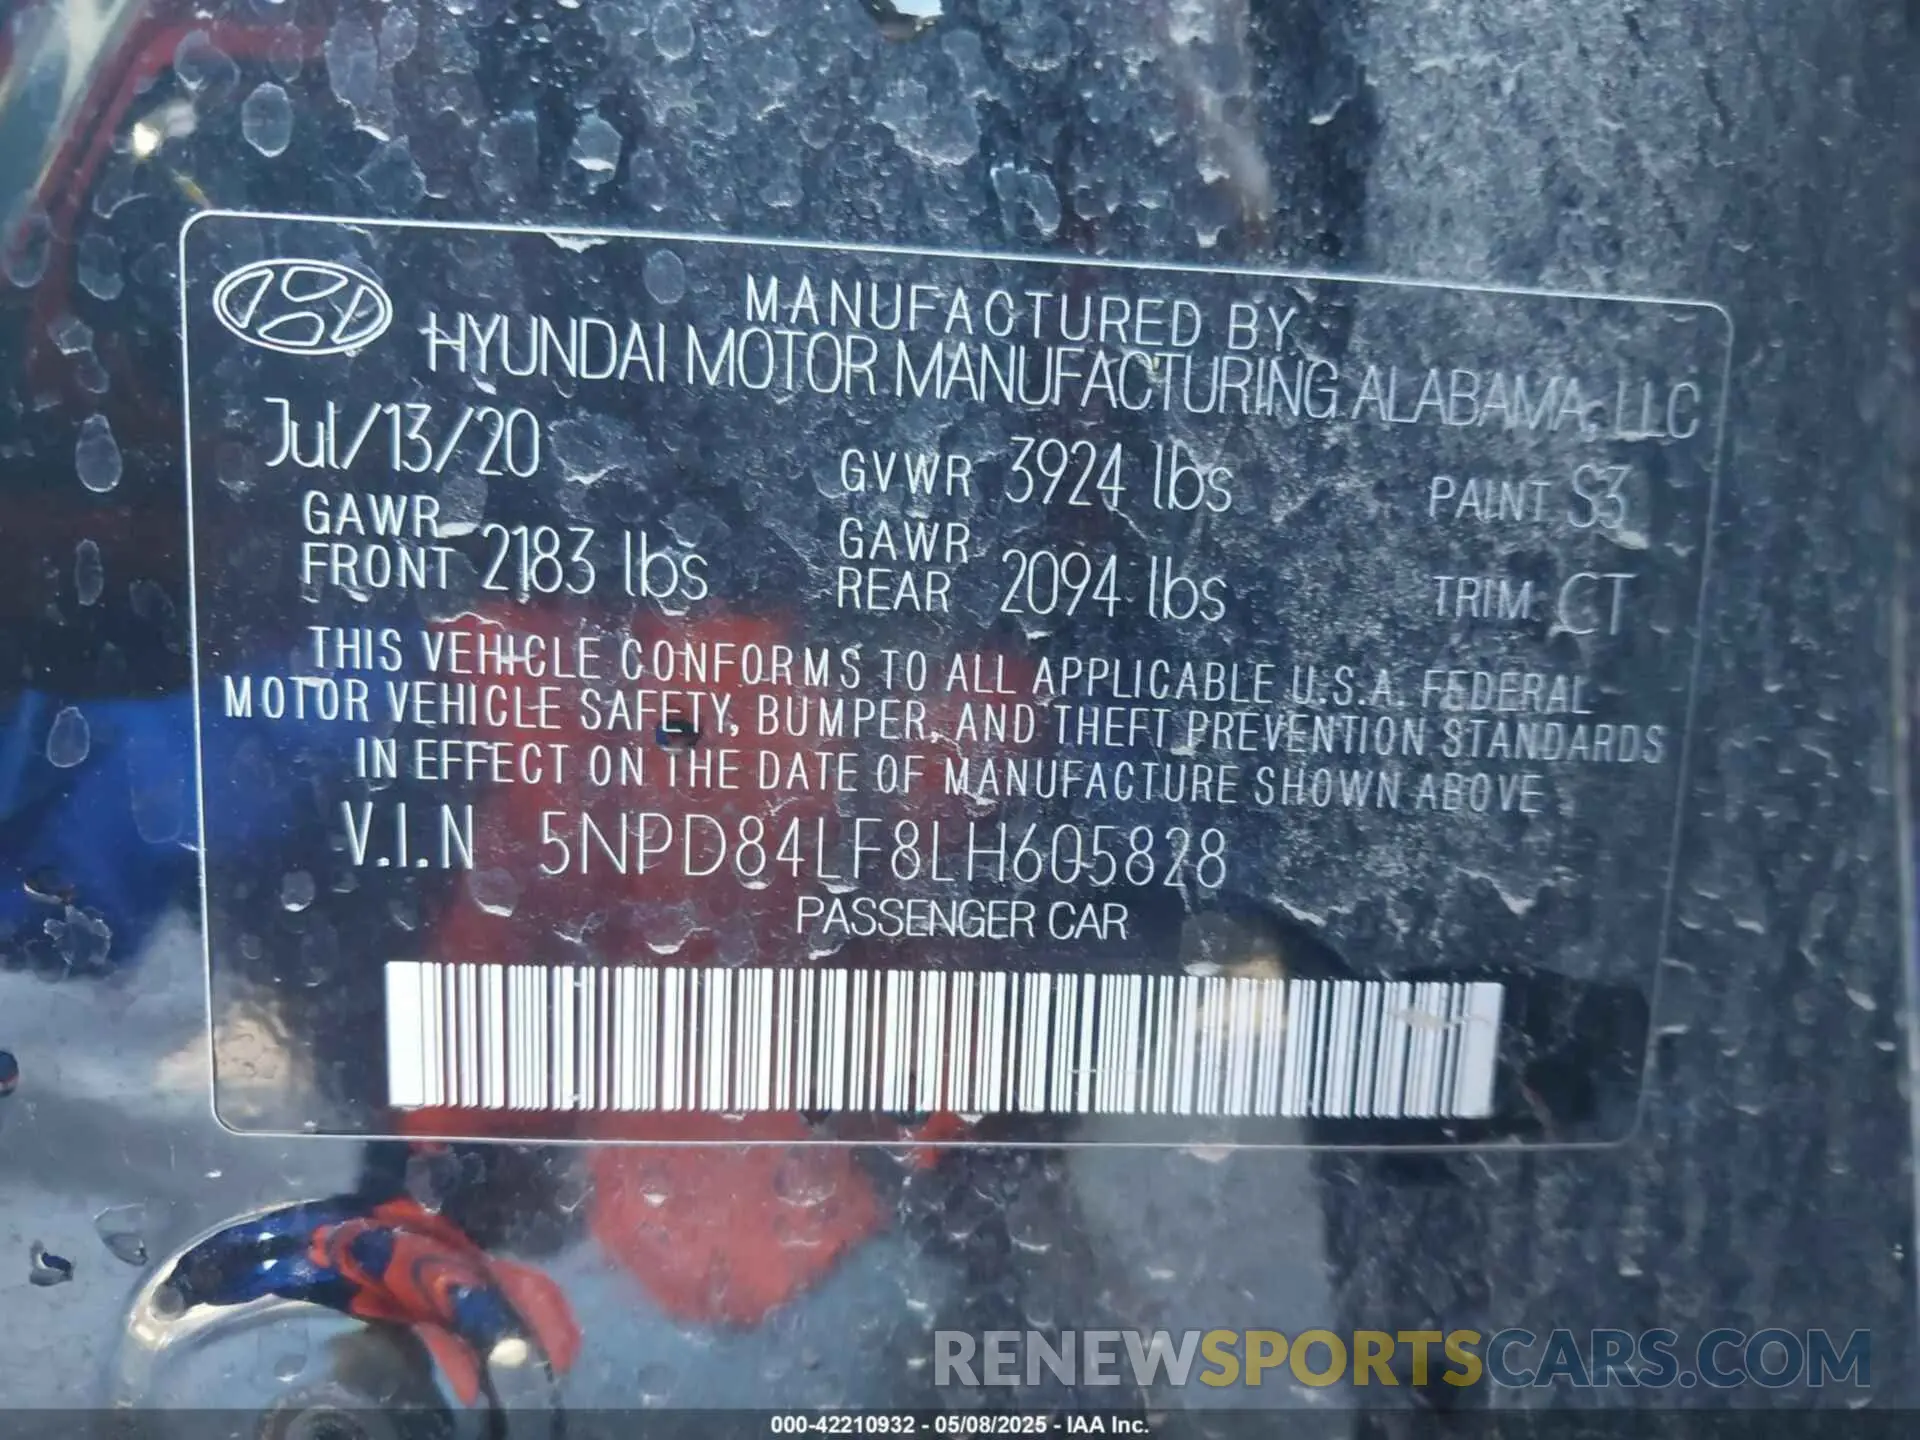 MANUFACTURED BY
HYUNDAI MOTOR MANUFACTURING ALABAMA, LLC
Jul/13/20
GVWR 3924 lbs
PAINT S3
GAWR FRONT 2183 lbs
GAWR REAR 2094 lbs
TRIM CT
THIS VEHICLE CONFORMS TO ALL APPLICABLE U.S.A. FEDERAL
MOTOR VEHICLE SAFETY, BUMPER, AND THEFT PREVENTION STANDARDS
IN EFFECT ON THE DATE OF MANUFACTURE SHOWN ABOVE
V.I.N 5NPD84LF8LH605828
PASSENGER CAR
RENEWSPORTSCARS.COM
000-42210932 - 05/08/2025 - IAA Inc.